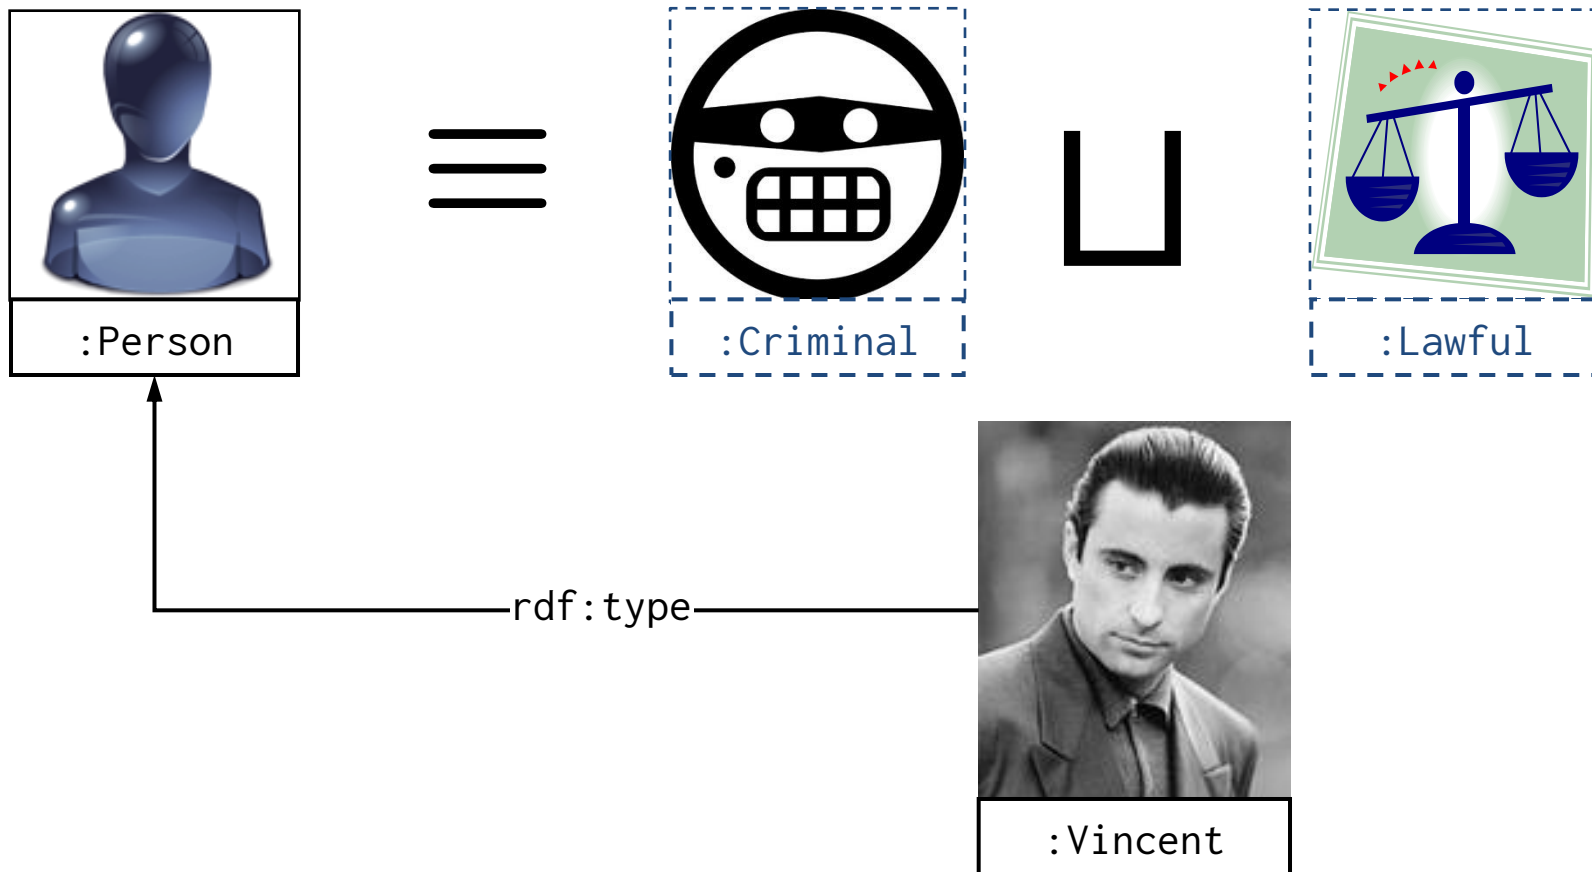 ≡
⊔
:Person
:Criminal
:Lawful
rdf:type
:Vincent